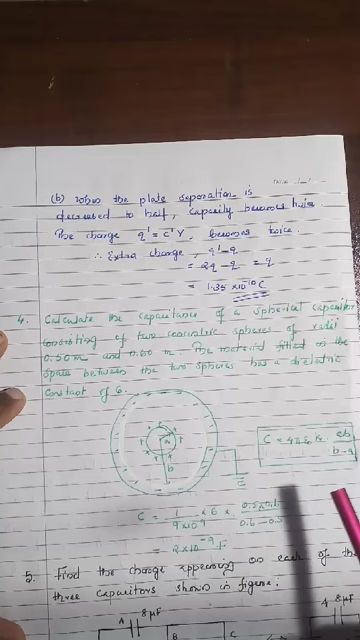 (b) When the plate separation is
decreased to half, capacity becomes twice
The charge q' = C'V becomes twice.
∴ Extra charge, q'-q
= 2q - q = q
= 1.35 × 10⁻¹⁰ C
4. Calculate the capacitance of a spherical capacitor
consisting of two concentric spheres of radii
0.50 m and 0.60 m. The material filled in the
space between the two spheres has a dielectric
constant of 6.
a
b
C = 4πε₀ K ab / b-a
C = 1 / 9×10⁹ × 6 × 0.5×0.6 / 0.6-0.5
= 2×10⁻⁹ F
5. Find the charge appearing on each of the
three capacitors shown in figure.
A 8μF
B C 8μF